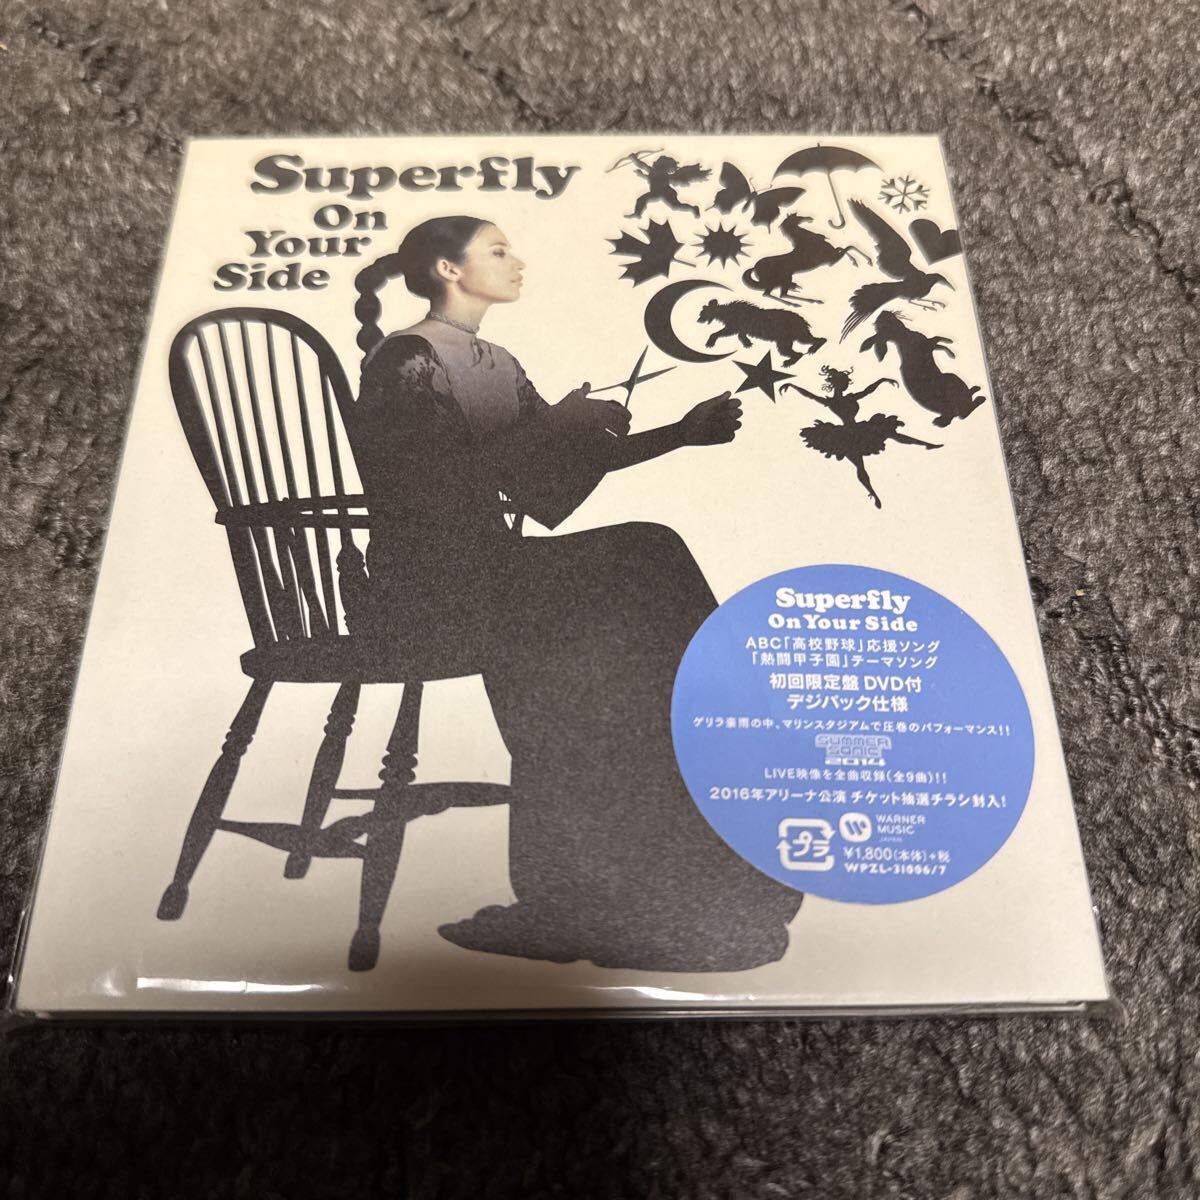 Superfly
On
Your
Side
Superfly
On Your Side
ABC「高校野球」応援ソング
「熱闘甲子園」テーマソング
初回限定盤 DVD付
デジパック仕様
ゲリラ豪雨の中、マリンスタジアムで圧巻のパフォーマンス!!
SUMMER
SONIC
2014
LIVE映像を全曲収録(全9曲)!!
2016年アリーナ公演 チケット抽選チラシ封入!
プラ
WARNER
MUSIC
JAPAN
¥1,800(本体)+税
WPZL-31006/7